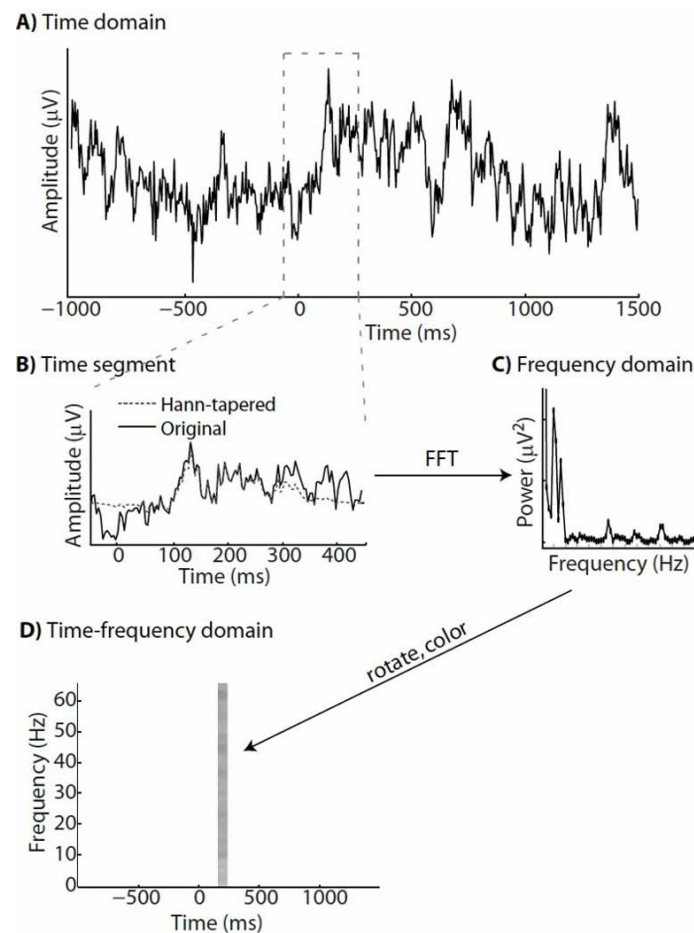 A) Time domain
Amplitude (μV)
−1000 −500 0 500 1000 1500
Time (ms)
B) Time segment
Hann-tapered
Original
Amplitude (μV)
0 100 200 300 400
Time (ms)
FFT
C) Frequency domain
Power (μV²)
Frequency (Hz)
rotate, color
D) Time-frequency domain
Frequency (Hz)
60
50
40
30
20
10
0
−500 0 500 1000
Time (ms)